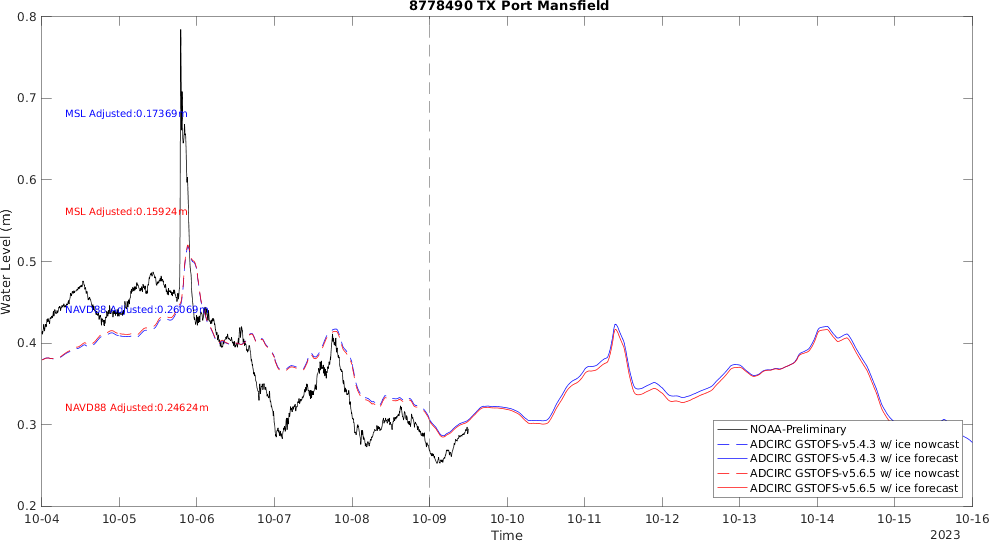 8778490 TX Port Mansfield
0.8
0.7
0.6
0.5
0.4
0.3
0.2
Water Level (m)
MSL Adjusted:0.17369m
MSL Adjusted:0.15924m
NAVD88 Adjusted:0.26069m
NAVD88 Adjusted:0.24624m
NOAA-Preliminary
ADCIRC GSTOFS-v5.4.3 w/ ice nowcast
ADCIRC GSTOFS-v5.4.3 w/ ice forecast
ADCIRC GSTOFS-v5.6.5 w/ ice nowcast
ADCIRC GSTOFS-v5.6.5 w/ ice forecast
10-04 10-05 10-06 10-07 10-08 10-09 10-10 10-11 10-12 10-13 10-14 10-15 10-16
Time
2023